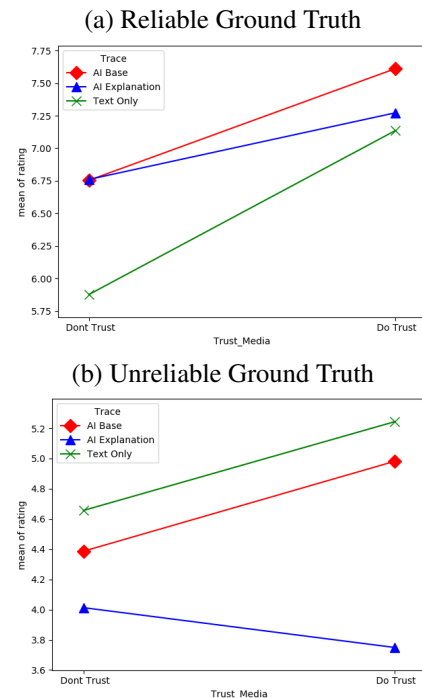 (a) Reliable Ground Truth
7.75
7.50
7.25
7.00
6.75
6.50
6.25
6.00
5.75
mean of rating
Trace
AI Base
AI Explanation
Text Only
Dont Trust
Do Trust
Trust_Media
(b) Unreliable Ground Truth
5.2
5.0
4.8
4.6
4.4
4.2
4.0
3.8
3.6
mean of rating
Trace
AI Base
AI Explanation
Text Only
Dont Trust
Do Trust
Trust_Media